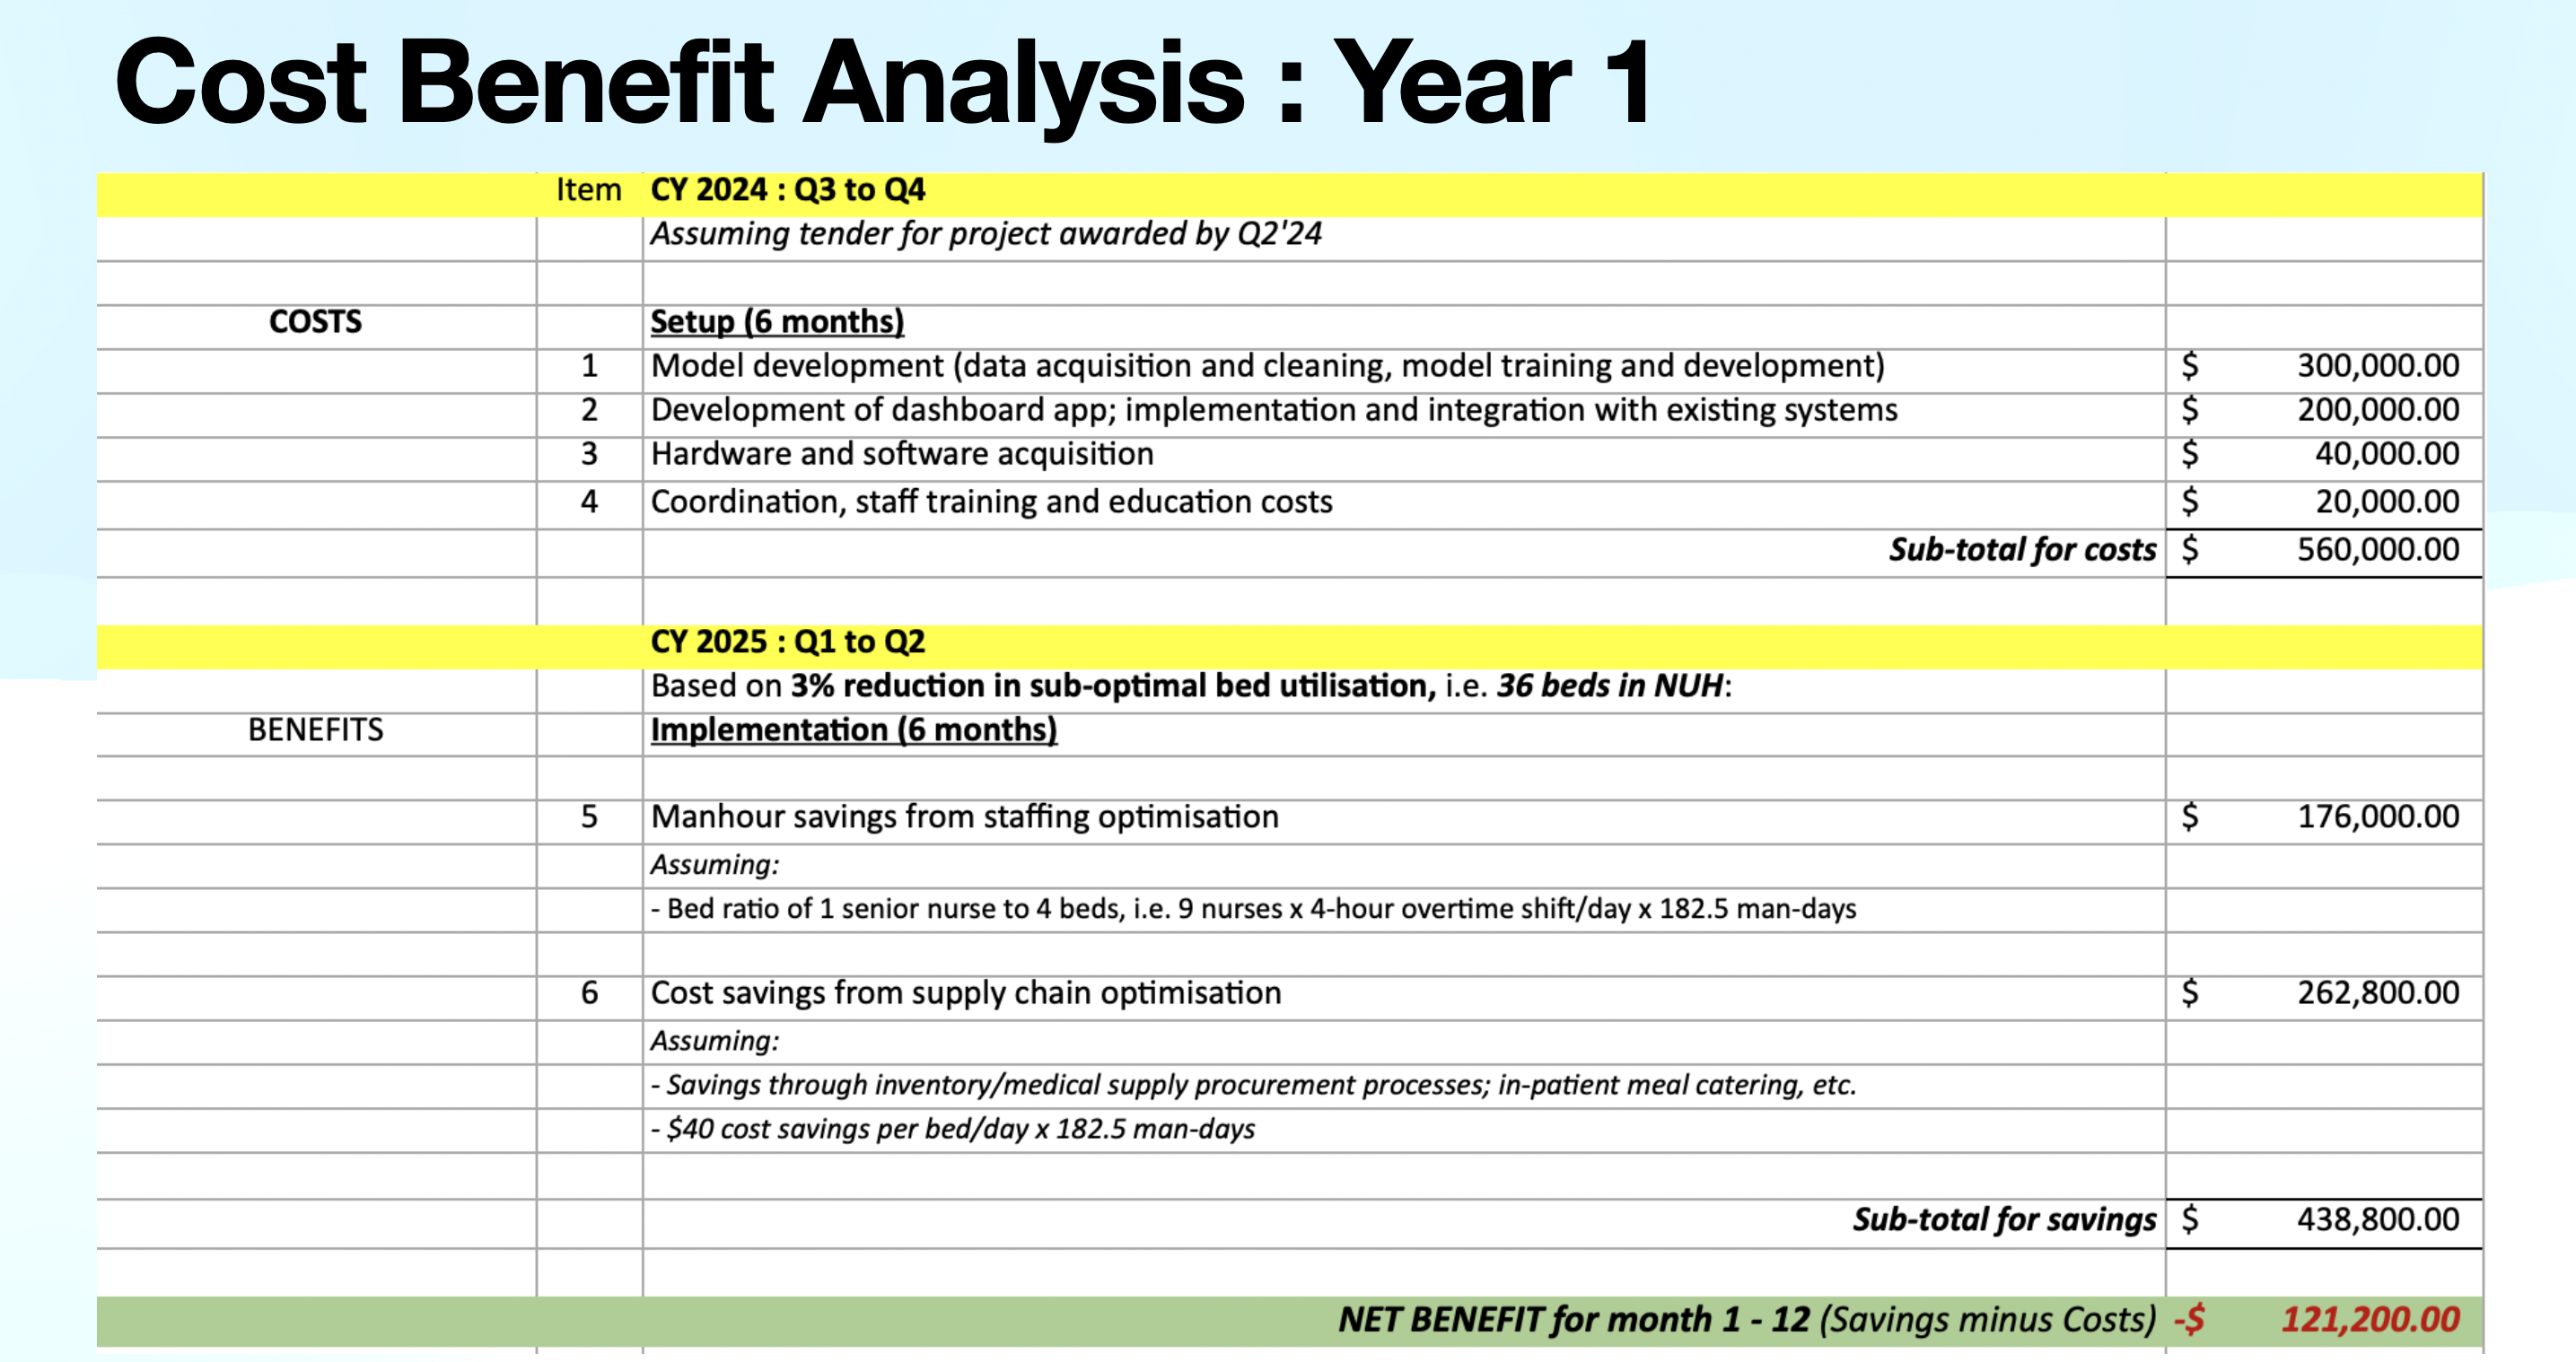 Cost Benefit Analysis : Year 1
Item CY 2024 : Q3 to Q4
Assuming tender for project awarded by Q2'24
COSTS Setup (6 months)
1 Model development (data acquisition and cleaning, model training and development) $ 300,000.00
2 Development of dashboard app; implementation and integration with existing systems $ 200,000.00
3 Hardware and software acquisition $ 40,000.00
4 Coordination, staff training and education costs $ 20,000.00
Sub-total for costs $ 560,000.00
CY 2025 : Q1 to Q2
Based on 3% reduction in sub-optimal bed utilisation, i.e. 36 beds in NUH:
BENEFITS Implementation (6 months)
5 Manhour savings from staffing optimisation $ 176,000.00
Assuming:
- Bed ratio of 1 senior nurse to 4 beds, i.e. 9 nurses x 4-hour overtime shift/day x 182.5 man-days
6 Cost savings from supply chain optimisation $ 262,800.00
Assuming:
- Savings through inventory/medical supply procurement processes; in-patient meal catering, etc.
- $40 cost savings per bed/day x 182.5 man-days
Sub-total for savings $ 438,800.00
NET BENEFIT for month 1 - 12 (Savings minus Costs) -$ 121,200.00